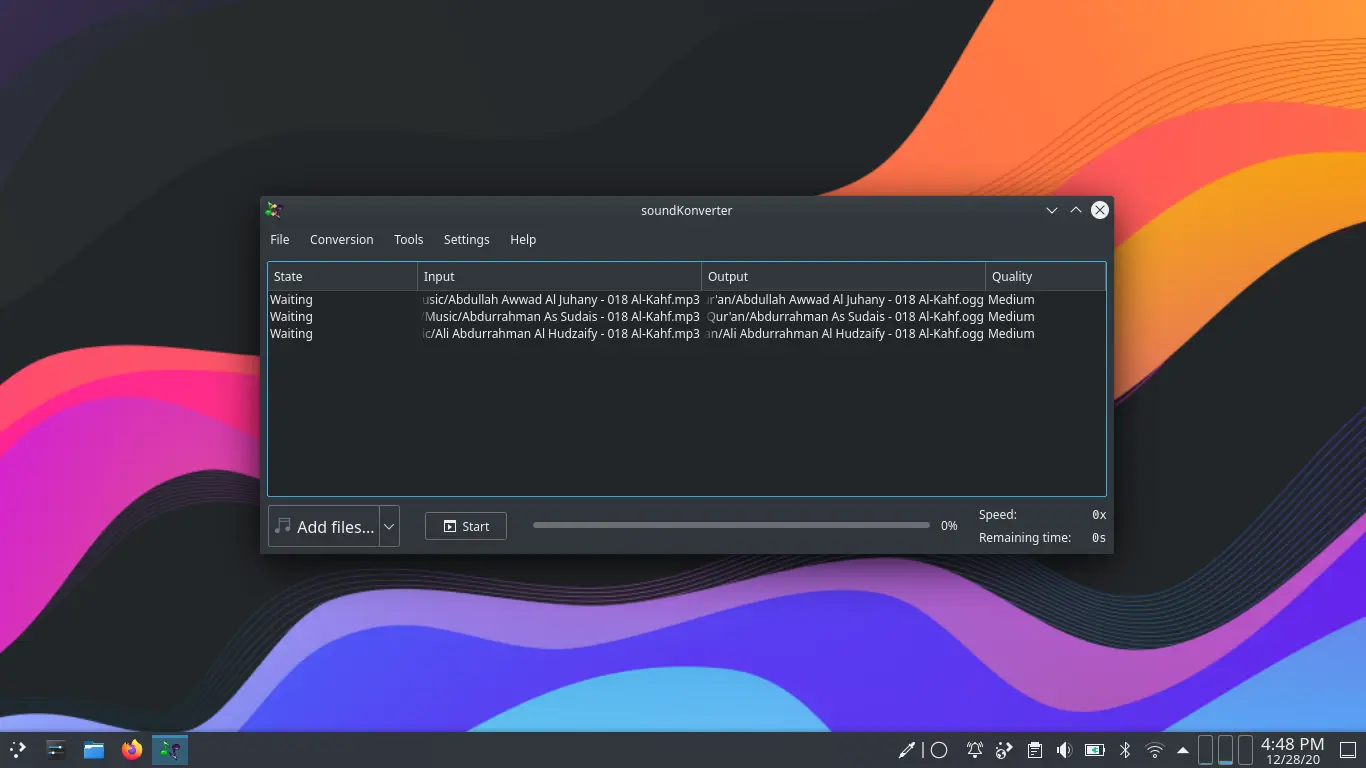 soundKonverter
File Conversion Tools Settings Help
State Input Output Quality
Waiting usic/Abdullah Awwad Al Juhany - 018 Al-Kahf.mp3 ur'an/Abdullah Awwad Al Juhany - 018 Al-Kahf.ogg Medium
Waiting /Music/Abdurrahman As Sudais - 018 Al-Kahf.mp3 Qur'an/Abdurrahman As Sudais - 018 Al-Kahf.ogg Medium
Waiting ic/Ali Abdurrahman Al Hudzaify - 018 Al-Kahf.mp3 an/Ali Abdurrahman Al Hudzaify - 018 Al-Kahf.ogg Medium
Add files... Start 0% Speed: 0x
Remaining time: 0s
4:48 PM
12/28/20